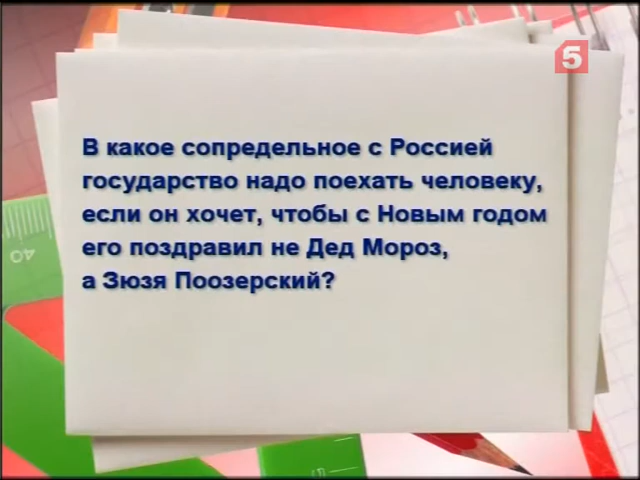 5
В какое сопредельное с Россией
государство надо поехать человеку,
если он хочет, чтобы с Новым годом
его поздравил не Дед Мороз,
а Зюзя Поозерский?
40